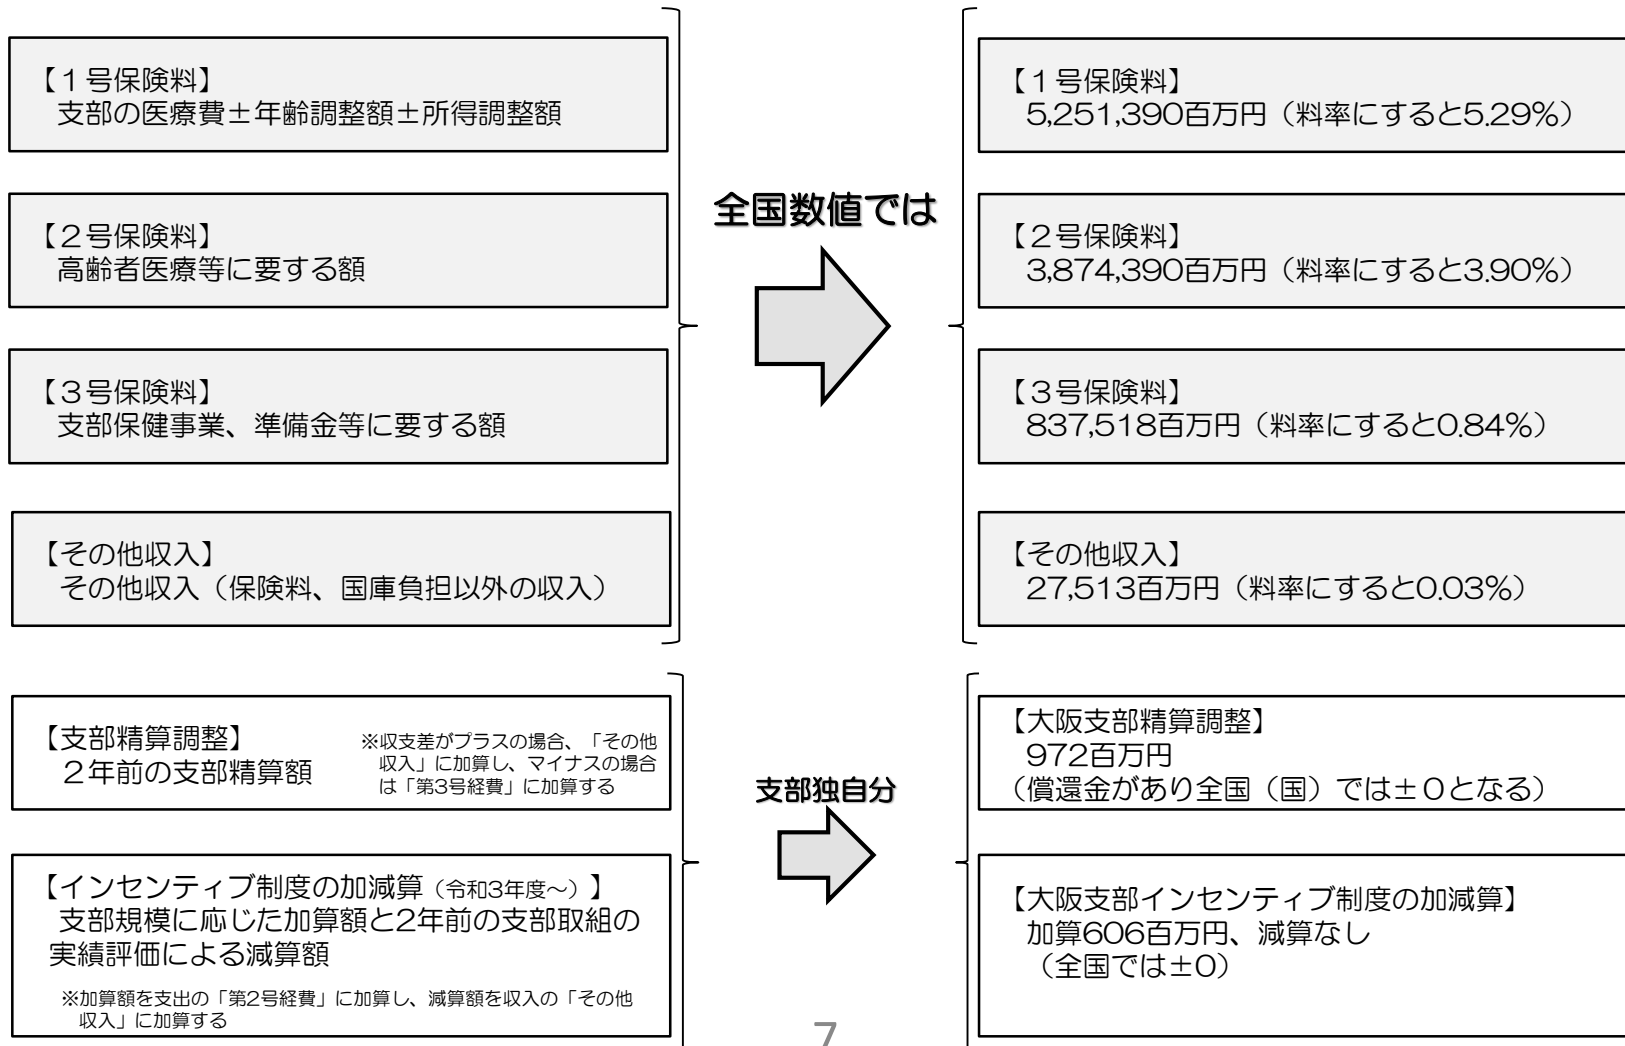 【１号保険料】
支部の医療費±年齢調整額±所得調整額
【２号保険料】
高齢者医療等に要する額
【３号保険料】
支部保健事業、準備金等に要する額
【その他収入】
その他収入（保険料、国庫負担以外の収入）
全国数値では
【１号保険料】
5,251,390百万円（料率にすると5.29％）
【２号保険料】
3,874,390百万円（料率にすると3.90％）
【３号保険料】
837,518百万円（料率にすると0.84％）
【その他収入】
27,513百万円（料率にすると0.03％）
【支部精算調整】
２年前の支部精算額
※収支差がプラスの場合、「その他
収入」に加算し、マイナスの場合
は「第3号経費」に加算する
【インセンティブ制度の加減算（令和3年度～）】
支部規模に応じた加算額と2年前の支部取組の
実績評価による減算額
※加算額を支出の「第2号経費」に加算し、減算額を収入の「その他
収入」に加算する
支部独自分
【大阪支部精算調整】
972百万円
（償還金があり全国（国）では±０となる）
【大阪支部インセンティブ制度の加減算】
加算606百万円、減算なし
（全国では±0）
7